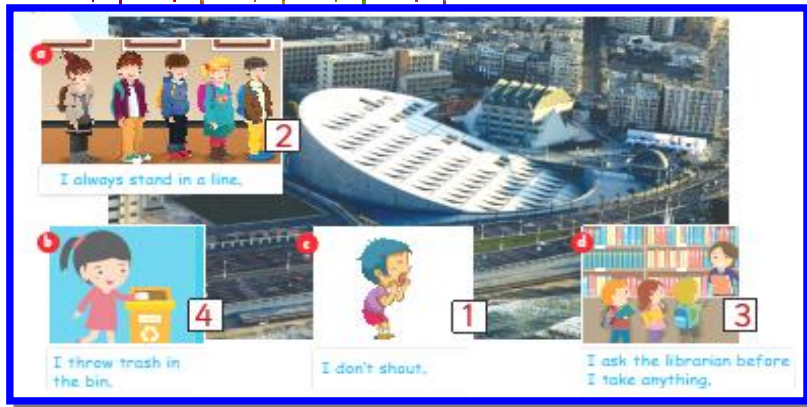 a
2
I always stand in a line.
b
4
I throw trash in
the bin.
c
1
I don't shout.
d
3
I ask the librarian before
I take anything.